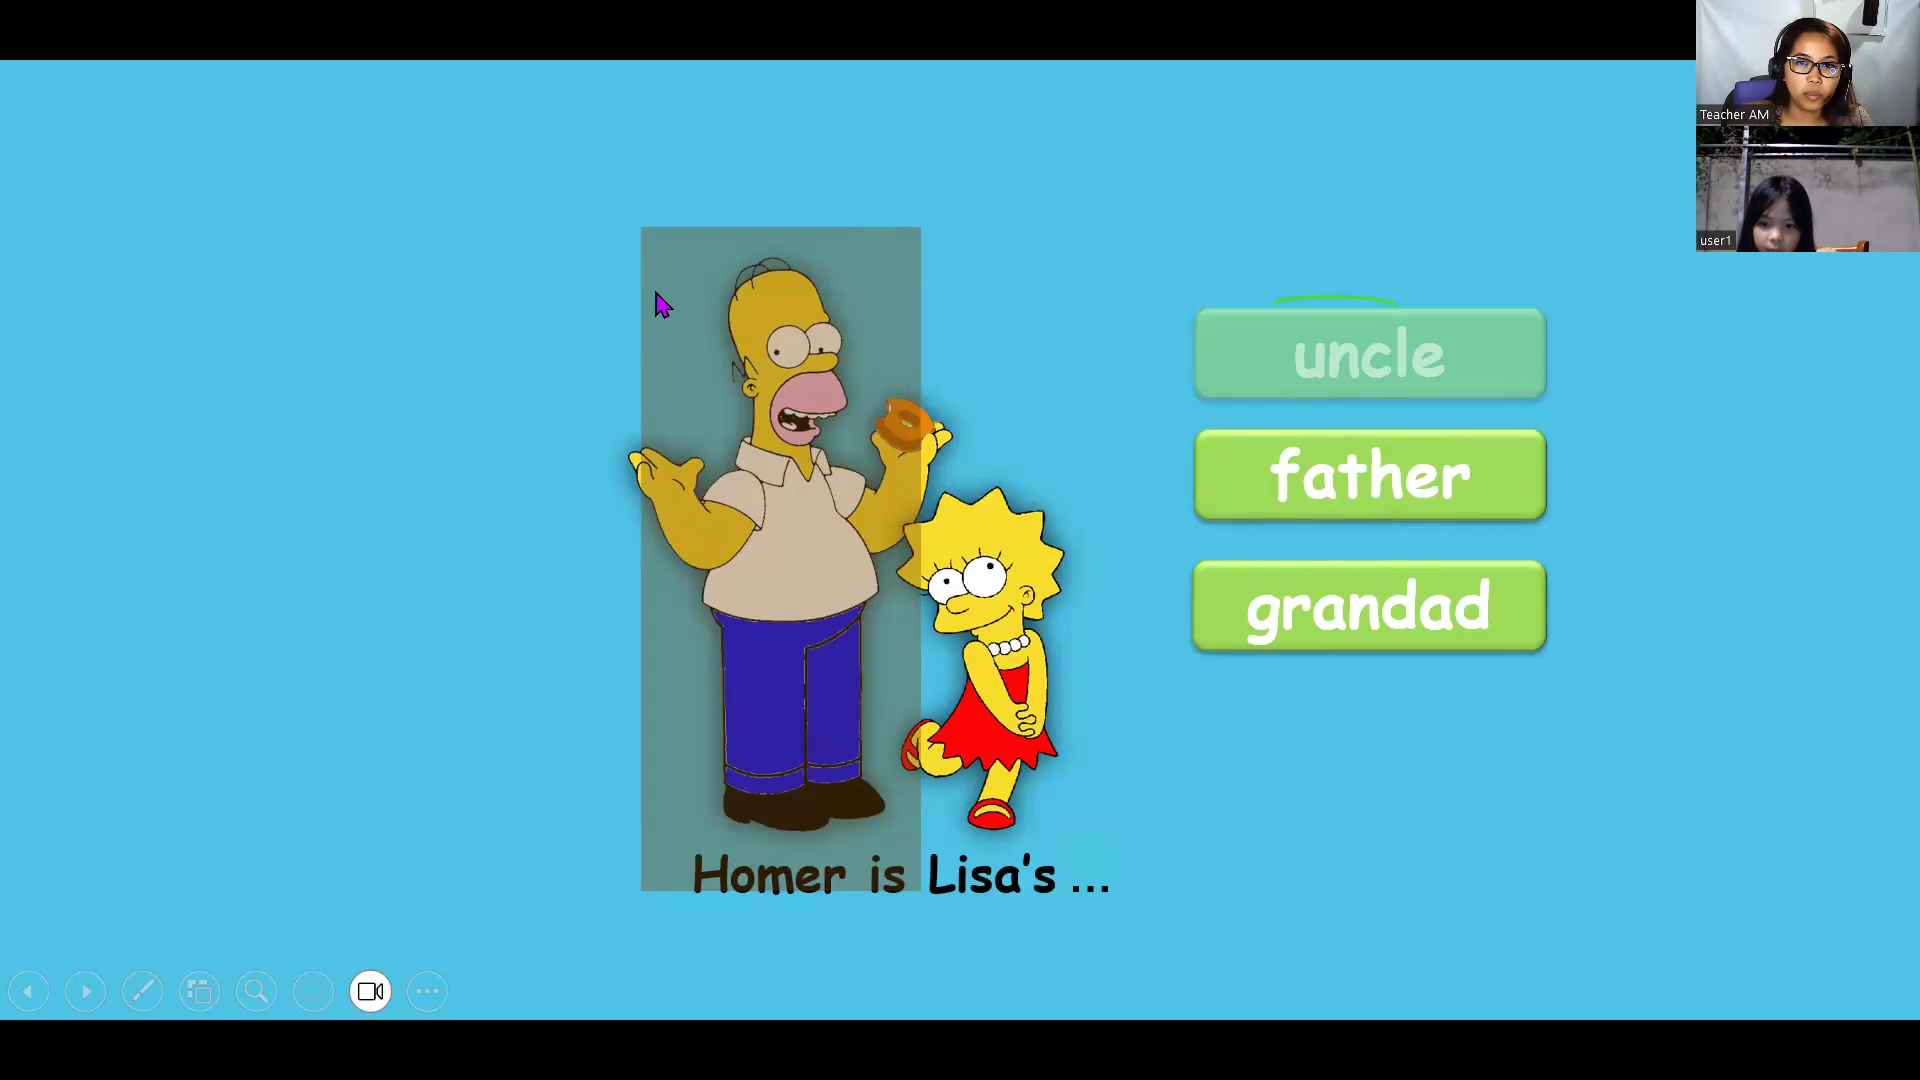 Teacher AM
user1
uncle
father
grandad
Homer is Lisa's ...